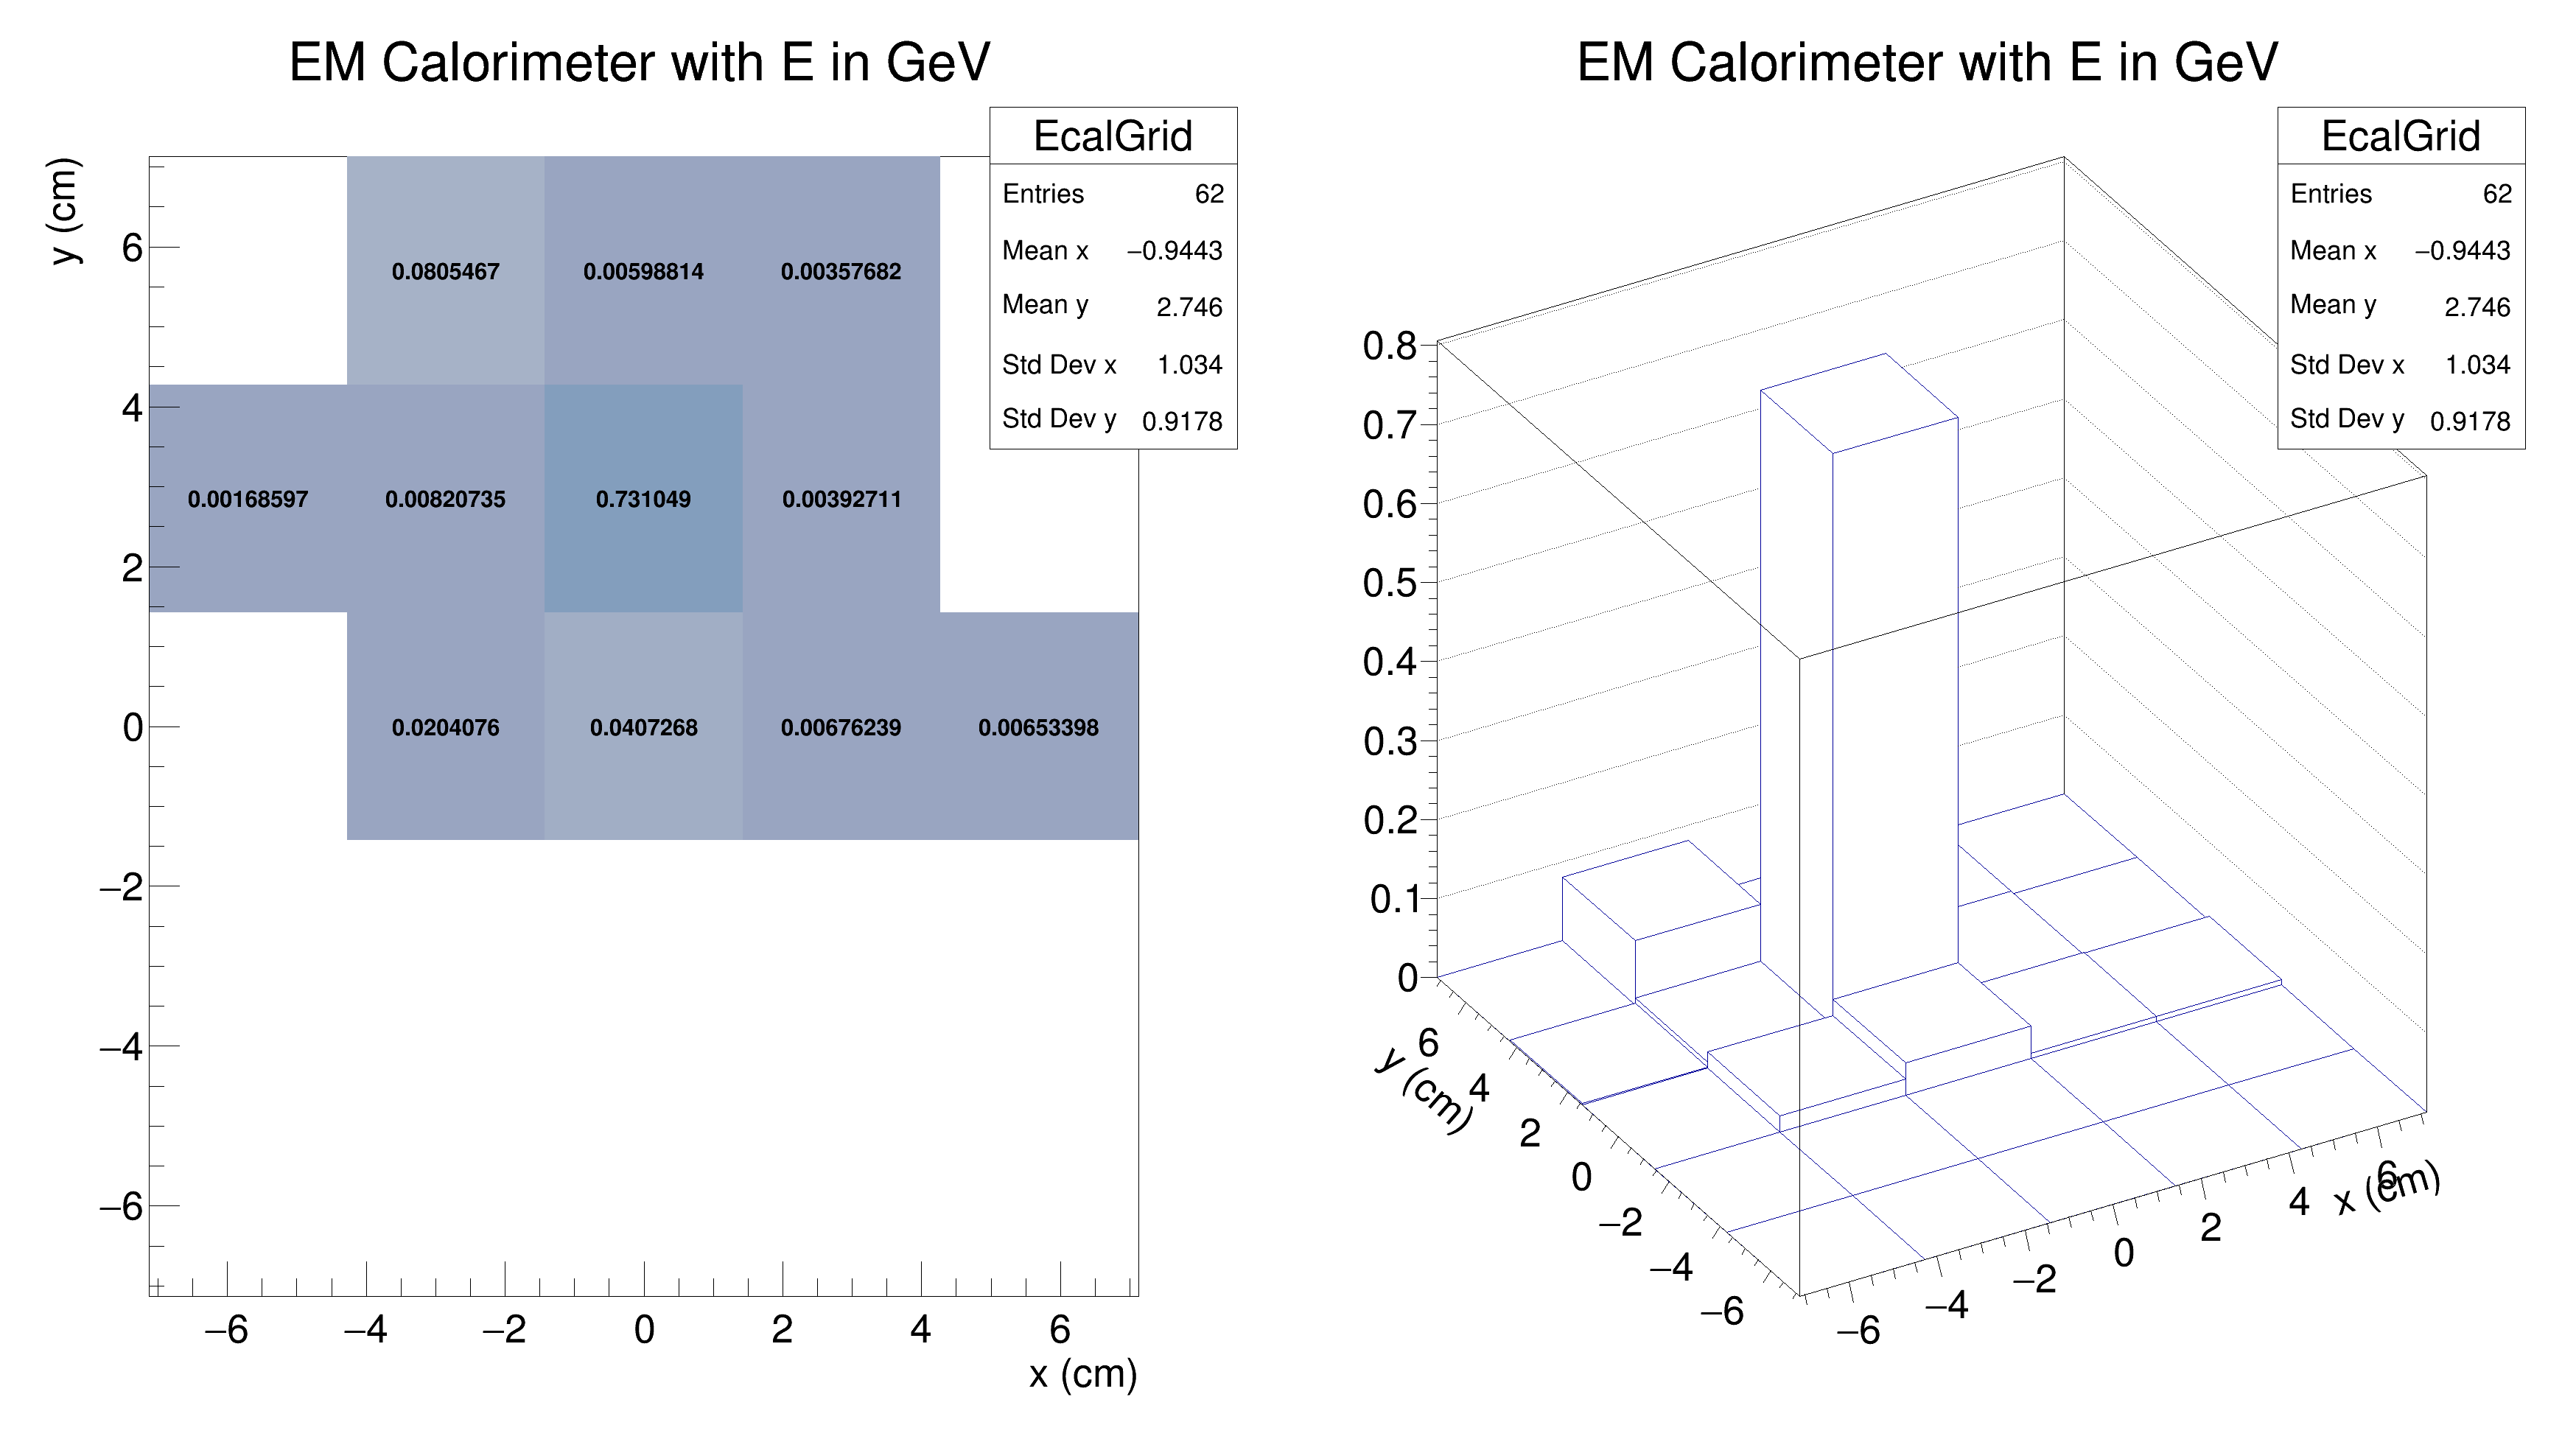 EM Calorimeter with E in GeV
EcalGrid
Entries 62
Mean x −0.9443
Mean y 2.746
Std Dev x 1.034
Std Dev y 0.9178
y (cm)
6
4
2
0
−2
−4
−6
0.0805467 0.00598814 0.00357682
0.00168597 0.00820735 0.731049 0.00392711
0.0204076 0.0407268 0.00676239 0.00653398
−6 −4 −2 0 2 4 6
x (cm)
EM Calorimeter with E in GeV
EcalGrid
Entries 62
Mean x −0.9443
Mean y 2.746
Std Dev x 1.034
Std Dev y 0.9178
0.8
0.7
0.6
0.5
0.4
0.3
0.2
0.1
0
y (cm)
6
4
2
0
−2
−4
−6
−6 −4 −2 0 2 4 6
x (cm)